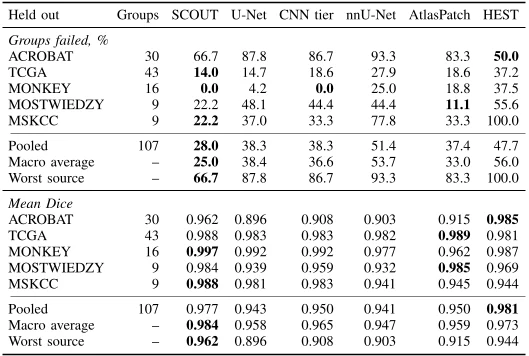 Held out Groups SCOUT U-Net CNN tier nnU-Net AtlasPatch HEST
Groups failed, %
ACROBAT 30 66.7 87.8 86.7 93.3 83.3 50.0
TCGA 43 14.0 14.7 18.6 27.9 18.6 37.2
MONKEY 16 0.0 4.2 0.0 25.0 18.8 37.5
MOSTWIEDZY 9 22.2 48.1 44.4 44.4 11.1 55.6
MSKCC 9 22.2 37.0 33.3 77.8 33.3 100.0
Pooled 107 28.0 38.3 38.3 51.4 37.4 47.7
Macro average – 25.0 38.4 36.6 53.7 33.0 56.0
Worst source – 66.7 87.8 86.7 93.3 83.3 100.0
Mean Dice
ACROBAT 30 0.962 0.896 0.908 0.903 0.915 0.985
TCGA 43 0.988 0.983 0.983 0.982 0.989 0.981
MONKEY 16 0.997 0.992 0.992 0.977 0.962 0.987
MOSTWIEDZY 9 0.984 0.939 0.959 0.932 0.985 0.969
MSKCC 9 0.988 0.981 0.983 0.941 0.945 0.944
Pooled 107 0.977 0.943 0.950 0.941 0.950 0.981
Macro average – 0.984 0.958 0.965 0.947 0.959 0.973
Worst source – 0.962 0.896 0.908 0.903 0.915 0.944